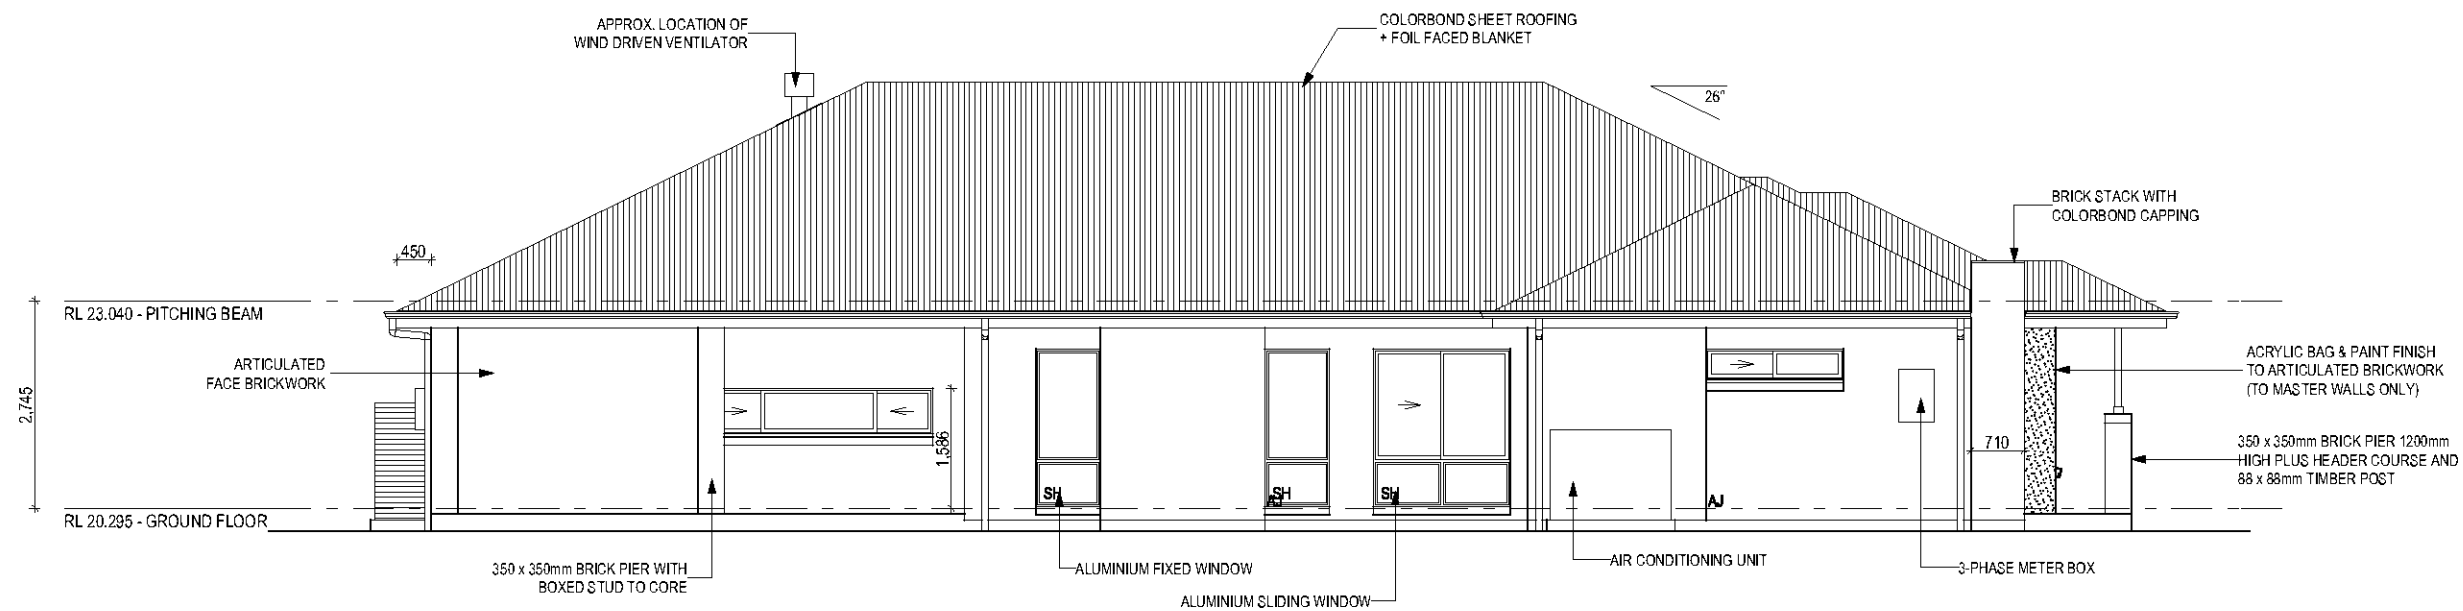 APPROX. LOCATION OF
WIND DRIVEN VENTILATOR
COLORBOND SHEET ROOFING
+ FOIL FACED BLANKET
26°
BRICK STACK WITH
COLORBOND CAPPING
450
RL 23.040 - PITCHING BEAM
ARTICULATED
FACE BRICKWORK
2,745
1,586
ACRYLIC BAG & PAINT FINISH
TO ARTICULATED BRICKWORK
(TO MASTER WALLS ONLY)
710
350 x 350mm BRICK PIER 1200mm
HIGH PLUS HEADER COURSE AND
88 x 88mm TIMBER POST
SH
SH
AJ
SH
AJ
RL 20.295 - GROUND FLOOR
350 x 350mm BRICK PIER WITH
BOXED STUD TO CORE
ALUMINIUM FIXED WINDOW
ALUMINIUM SLIDING WINDOW
AIR CONDITIONING UNIT
3-PHASE METER BOX